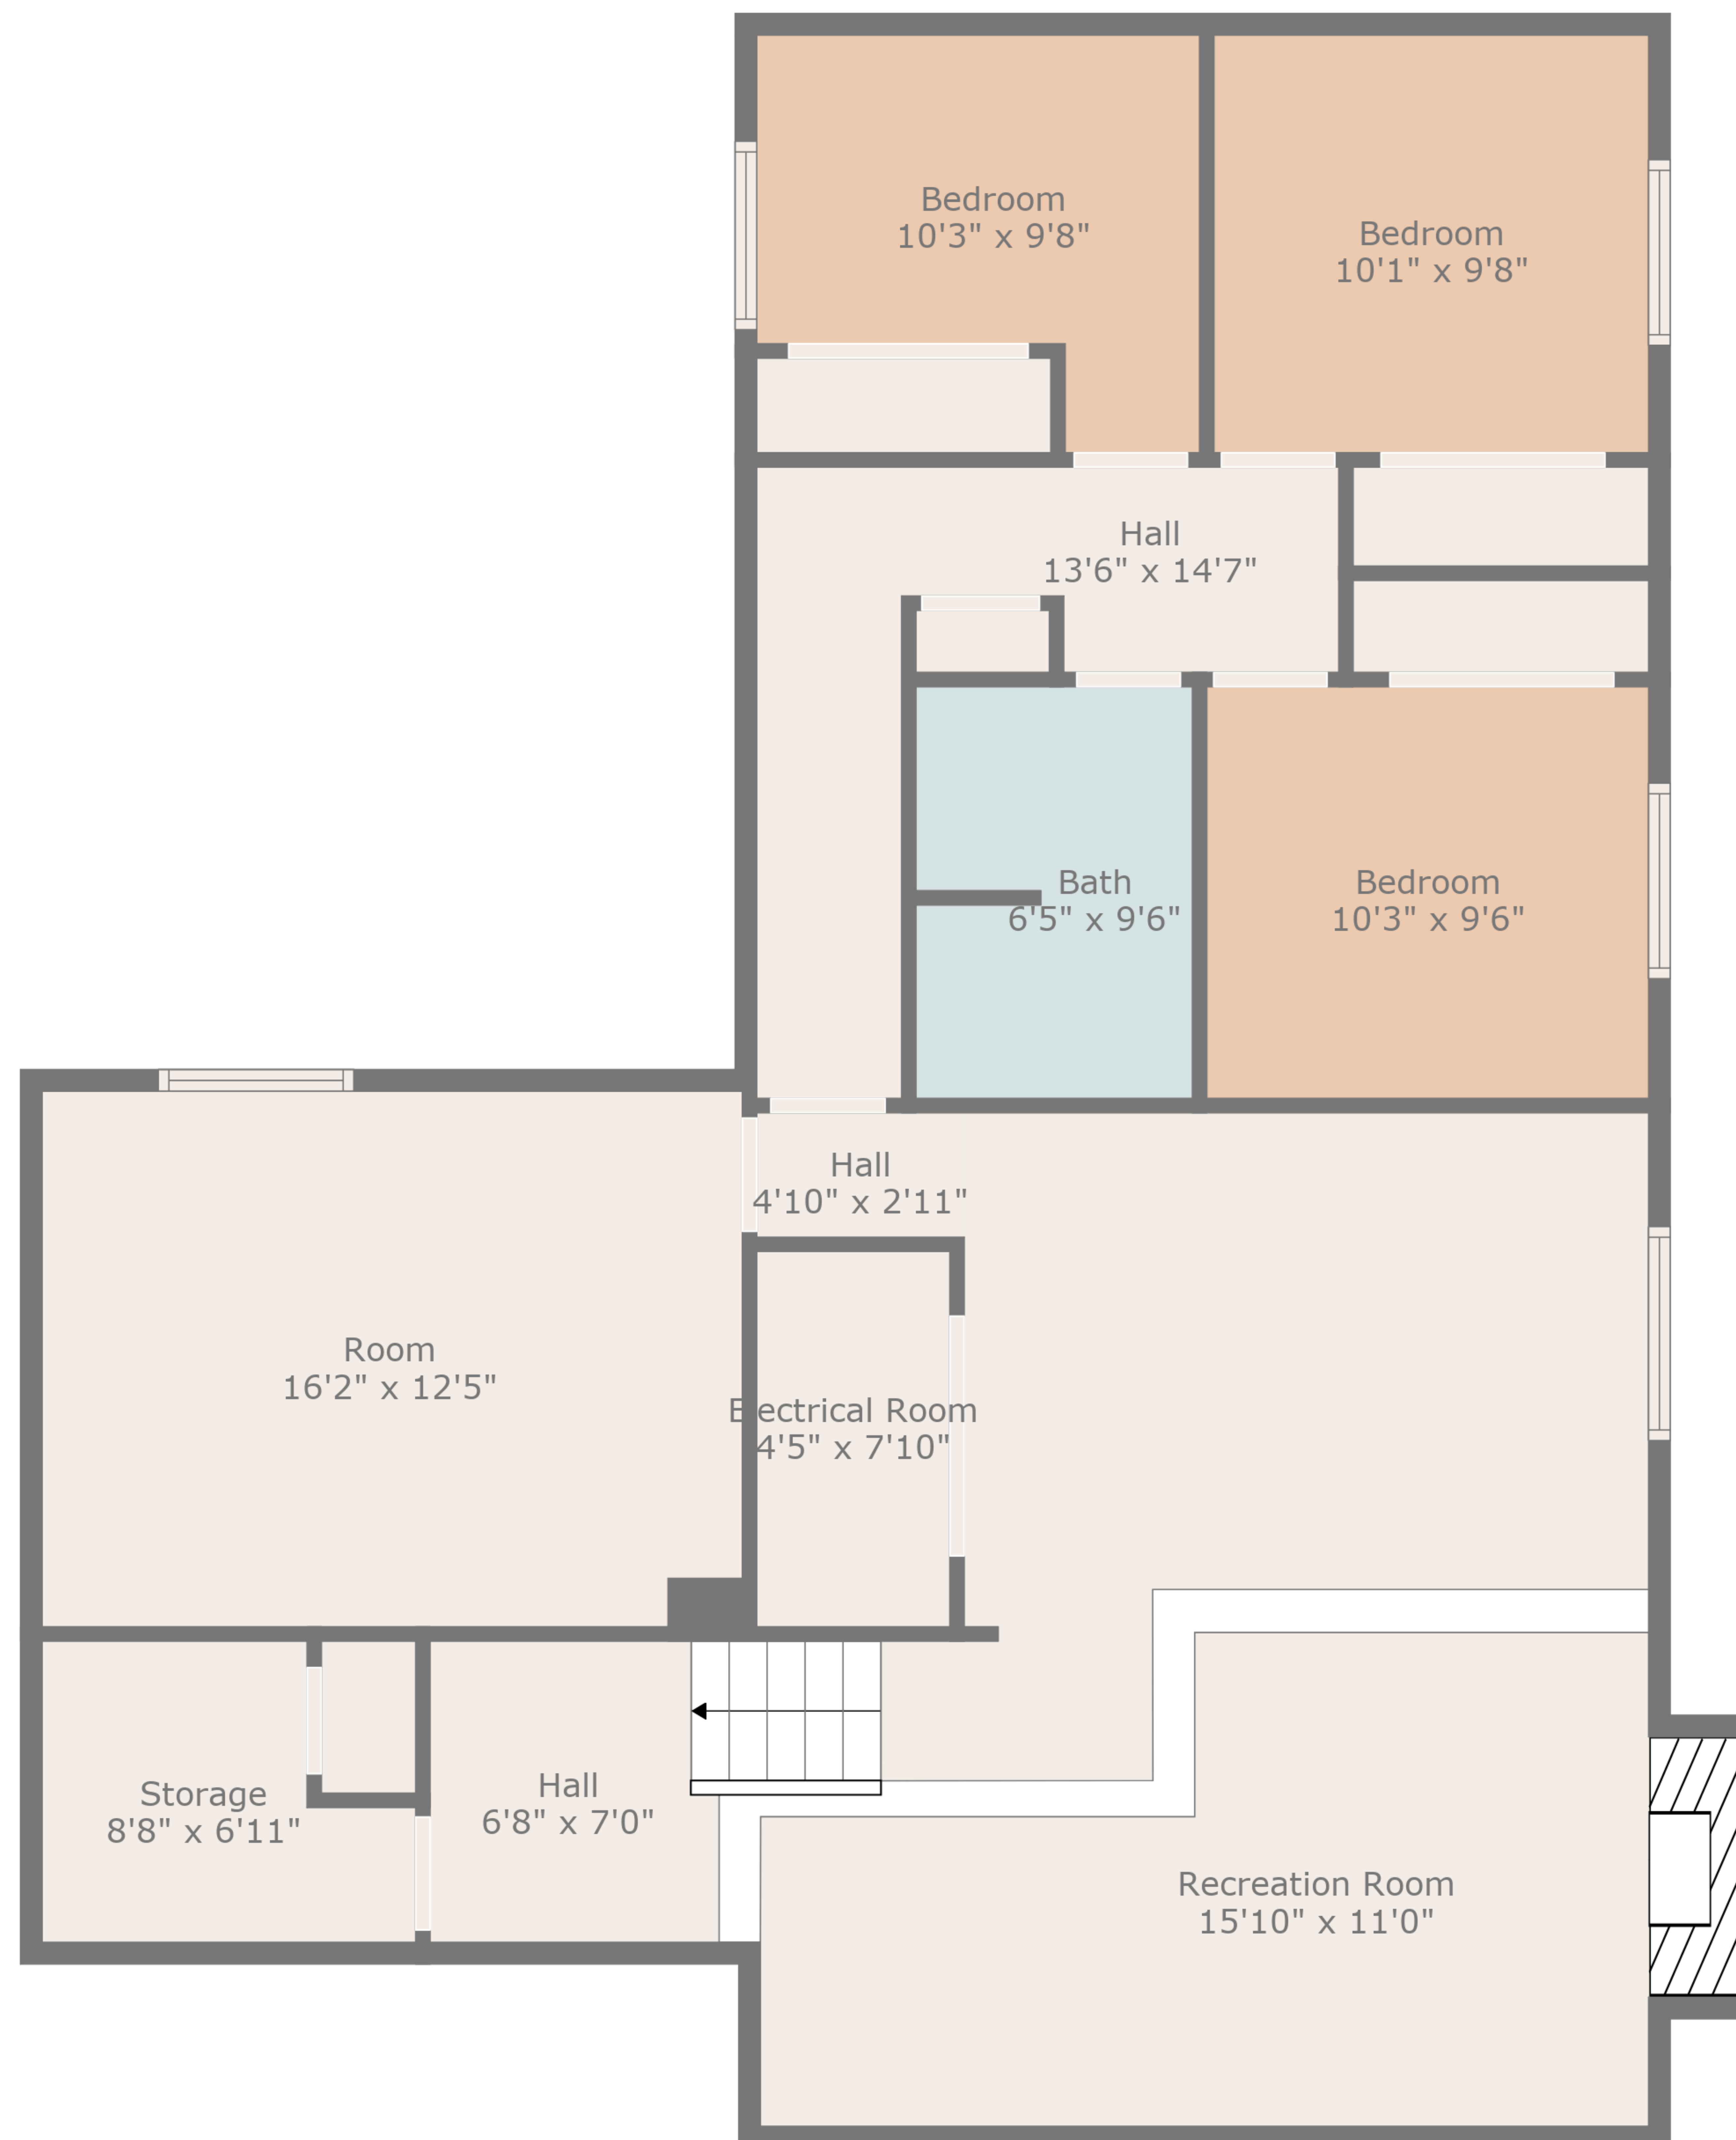 Bedroom
10'3" x 9'8"
Bedroom
10'1" x 9'8"
Hall
13'6" x 14'7"
Bath
6'5" x 9'6"
Bedroom
10'3" x 9'6"
Hall
4'10" x 2'11"
Room
16'2" x 12'5"
Electrical Room
4'5" x 7'10"
Storage
8'8" x 6'11"
Hall
6'8" x 7'0"
Recreation Room
15'10" x 11'0"